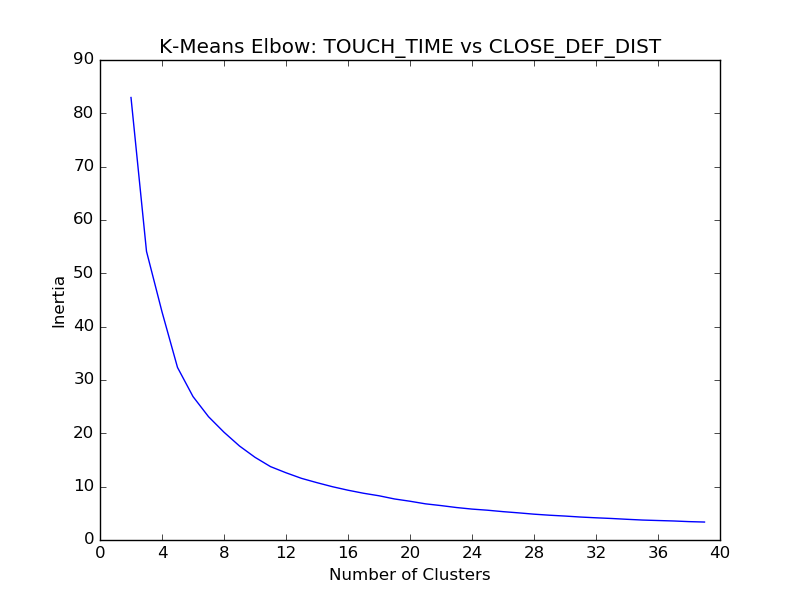 K-Means Elbow: TOUCH_TIME vs CLOSE_DEF_DIST
90
80
70
60
50
40
30
20
10
0
Inertia
0 4 8 12 16 20 24 28 32 36 40
Number of Clusters